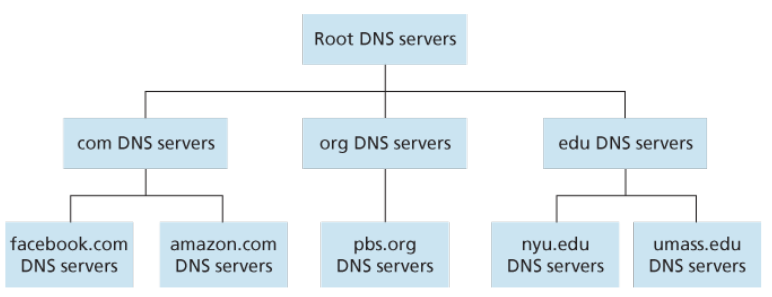 Root DNS servers
com DNS servers
org DNS servers
edu DNS servers
facebook.com
DNS servers
amazon.com
DNS servers
pbs.org
DNS servers
nyu.edu
DNS servers
umass.edu
DNS servers